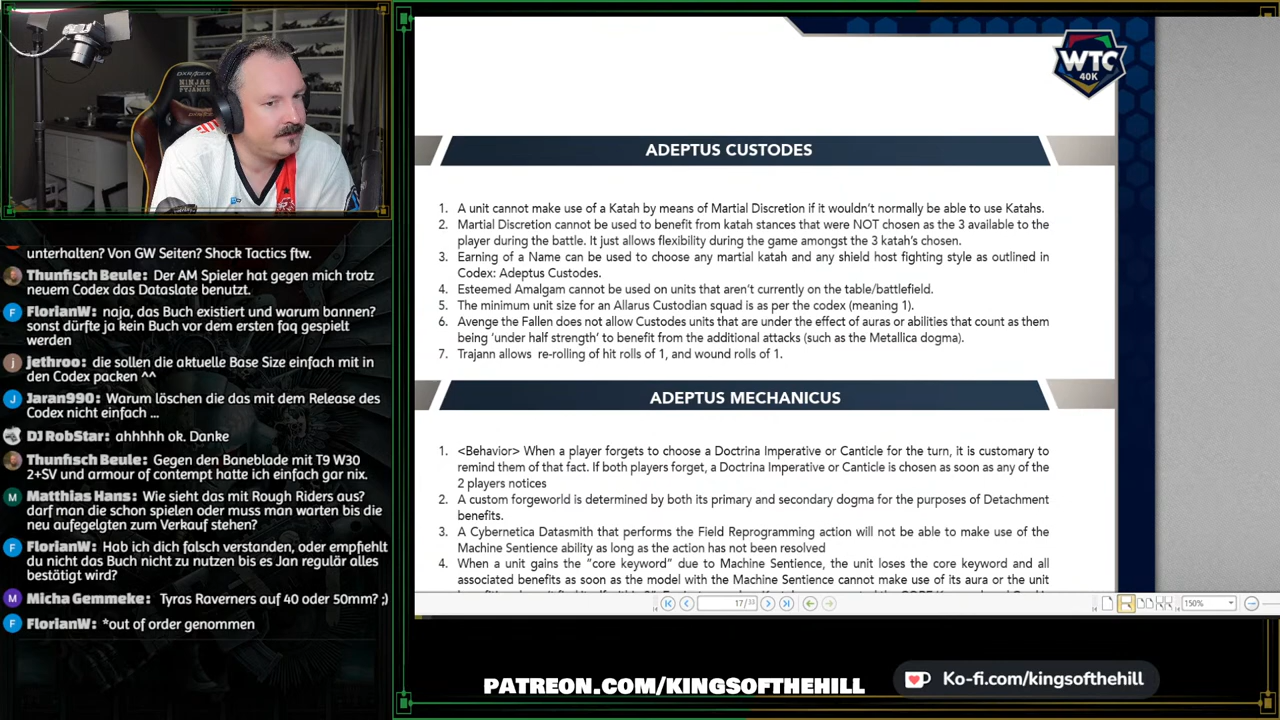 DXRACER
NINJAS
PYJAMAS
unterhalten? Von GW Seiten? Shock Tactics ftw.
Thunfisch Beule: Der AM Spieler hat gegen mich trotz
neuem Codex das Dataslate benutzt.
F FlorianW: naja, das Buch existiert und warum bannen?
sonst dürfte ja kein Buch vor dem ersten faq gespielt
werden
j jethroo: die sollen die aktuelle Base Size einfach mit in
den Codex packen ^^
J Jaran990: Warum löschen die das mit dem Release des
Codex nicht einfach ...
DJ RobStar: ahhhhh ok. Danke
Thunfisch Beule: Gegen den Baneblade mit T9 W30
2+SV und armour of contempt hatte ich einfach gar nix.
M Matthias Hans: Wie sieht das mit Rough Riders aus?
darf man die schon spielen oder muss man warten bis die
neu aufgelegten zum Verkauf stehen?
F FlorianW: Hab ich dich falsch verstanden, oder empfiehlt
du nicht das Buch nicht zu nutzen bis es Jan regulär alles
bestätigt wird?
M Micha Gemmeke: Tyras Raverners auf 40 oder 50mm? ;)
F FlorianW: *out of order genommen
WTC
40K
ADEPTUS CUSTODES
1. A unit cannot make use of a Katah by means of Martial Discretion if it wouldn't normally be able to use Katahs.
2. Martial Discretion cannot be used to benefit from katah stances that were NOT chosen as the 3 available to the
player during the battle. It just allows flexibility during the game amongst the 3 katah's chosen.
3. Earning of a Name can be used to choose any martial katah and any shield host fighting style as outlined in
Codex: Adeptus Custodes.
4. Esteemed Amalgam cannot be used on units that aren't currently on the table/battlefield.
5. The minimum unit size for an Allarus Custodian squad is as per the codex (meaning 1).
6. Avenge the Fallen does not allow Custodes units that are under the effect of auras or abilities that count as them
being 'under half strength' to benefit from the additional attacks (such as the Metallica dogma).
7. Trajann allows re-rolling of hit rolls of 1, and wound rolls of 1.
ADEPTUS MECHANICUS
1. <Behavior> When a player forgets to choose a Doctrina Imperative or Canticle for the turn, it is customary to
remind them of that fact. If both players forget, a Doctrina Imperative or Canticle is chosen as soon as any of the
2 players notices
2. A custom forgeworld is determined by both its primary and secondary dogma for the purposes of Detachment
benefits.
3. A Cybernetica Datasmith that performs the Field Reprogramming action will not be able to make use of the
Machine Sentience ability as long as the action has not been resolved
4. When a unit gains the "core keyword" due to Machine Sentience, the unit loses the core keyword and all
associated benefits as soon as the model with the Machine Sentience cannot make use of its aura or the unit
17 / 33
150%
PATREON.COM/KINGSOFTHEHILL
Ko-fi.com/kingsofthehill